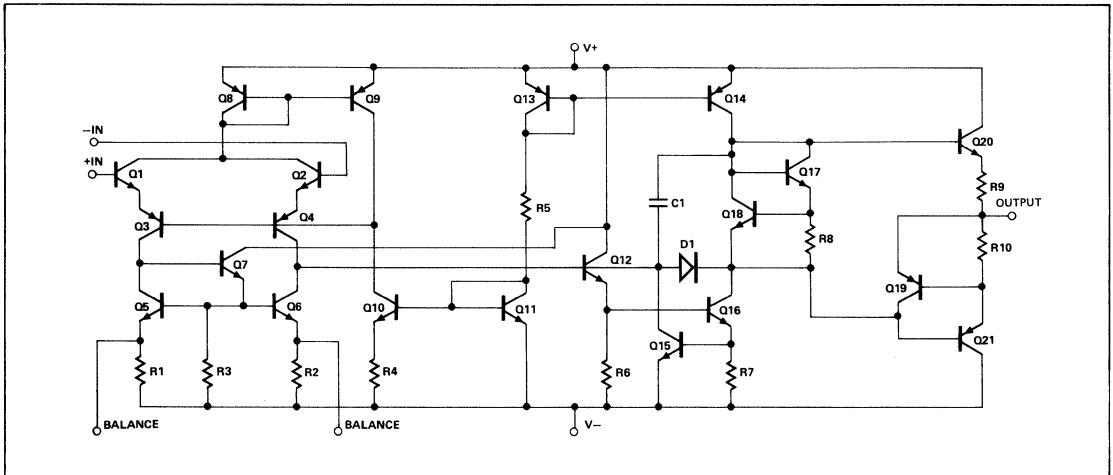 V+
Q8
Q9
Q13
Q14
–IN
+IN
Q1
Q2
Q17
Q20
R9
Q3
Q4
R5
C1
Q18
OUTPUT
R8
R10
Q7
Q12
D1
Q19
Q5
Q6
Q10
Q11
Q16
Q15
Q21
R1
R3
R2
R4
R6
R7
BALANCE
BALANCE
V–